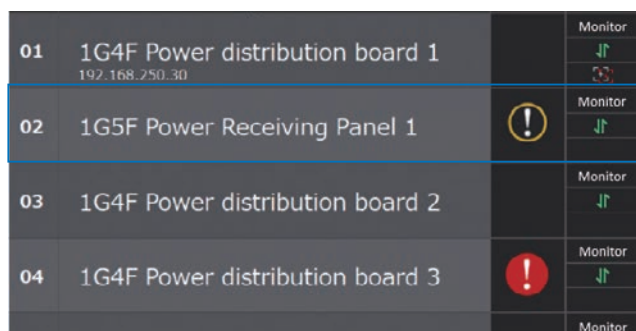 01
1G4F Power distribution board 1
192.168.250.30
Monitor
02
1G5F Power Receiving Panel 1
!
Monitor
03
1G4F Power distribution board 2
Monitor
04
1G4F Power distribution board 3
!
Monitor
Monitor